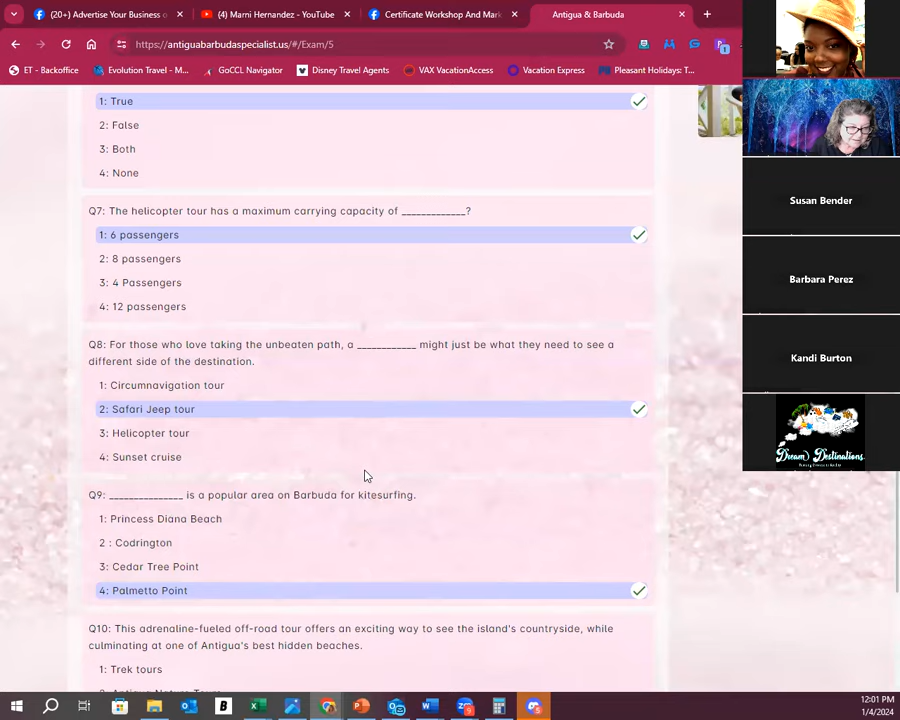 (20+) Advertise Your Business o
(4) Marni Hernandez - YouTube
Certificate Workshop And Mark
Antigua & Barbuda
https://antiguabarbudaspecialist.us/#/Exam/5
ET - Backoffice
Evolution Travel - M...
GoCCL Navigator
Disney Travel Agents
VAX VacationAccess
Vacation Express
Pleasant Holidays: T...
1: True
2: False
3: Both
4: None
Q7: The helicopter tour has a maximum carrying capacity of _____________?
1: 6 passengers
2: 8 passengers
3: 4 Passengers
4: 12 passengers
Q8: For those who love taking the unbeaten path, a ____________ might just be what they need to see a
different side of the destination.
1: Circumnavigation tour
2: Safari Jeep tour
3: Helicopter tour
4: Sunset cruise
Q9: _______________ is a popular area on Barbuda for kitesurfing.
1: Princess Diana Beach
2 : Codrington
3: Cedar Tree Point
4: Palmetto Point
Q10: This adrenaline-fueled off-road tour offers an exciting way to see the island's countryside, while
culminating at one of Antigua's best hidden beaches.
1: Trek tours
Susan Bender
Barbara Perez
Kandi Burton
Dream Destinations
12:01 PM
1/4/2024